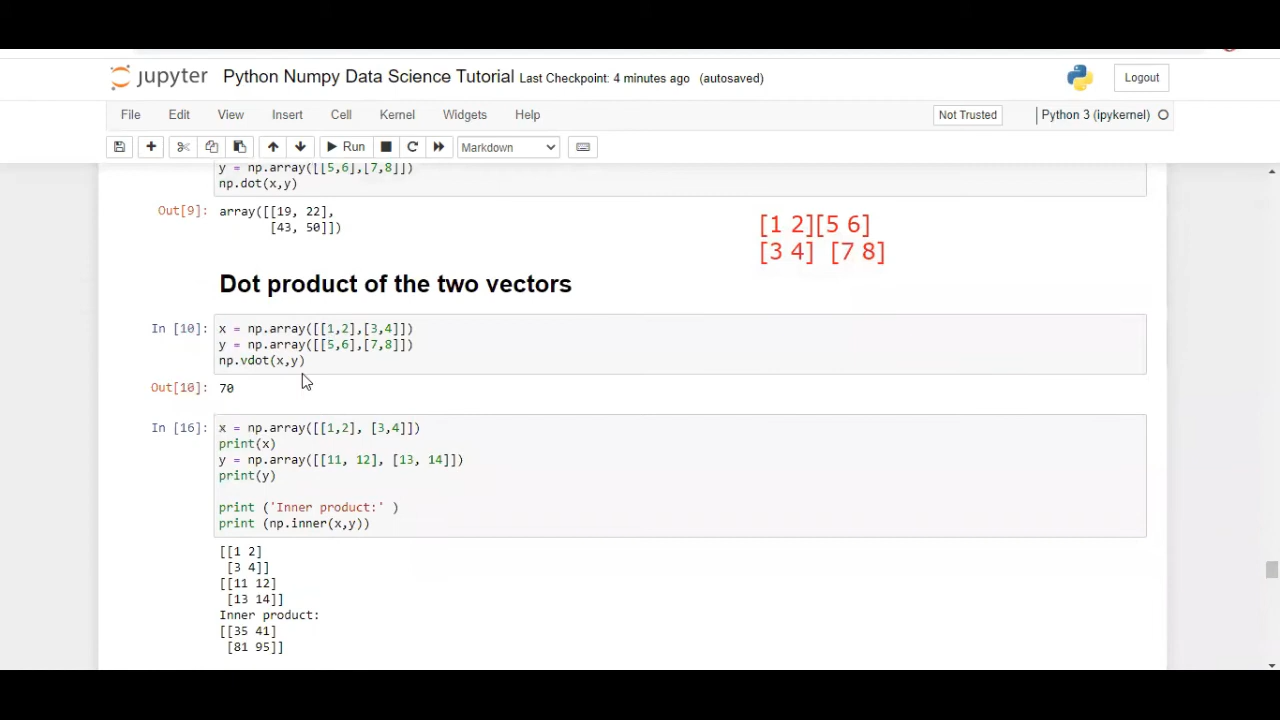 jupyter Python Numpy Data Science Tutorial Last Checkpoint: 4 minutes ago (autosaved) Logout
File Edit View Insert Cell Kernel Widgets Help Not Trusted Python 3 (ipykernel)
Run Markdown
y = np.array([[5,6],[7,8]])
np.dot(x,y)
Out[9]: array([[19, 22],
[43, 50]])
[1 2][5 6]
[3 4] [7 8]
Dot product of the two vectors
In [10]: x = np.array([[1,2],[3,4]])
y = np.array([[5,6],[7,8]])
np.vdot(x,y)
Out[10]: 70
In [16]: x = np.array([[1,2], [3,4]])
print(x)
y = np.array([[11, 12], [13, 14]])
print(y)
print ('Inner product:' )
print (np.inner(x,y))
[[1 2]
[3 4]]
[[11 12]
[13 14]]
Inner product:
[[35 41]
[81 95]]